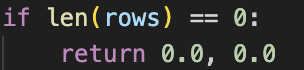 if len(rows) == 0:
    return 0.0, 0.0